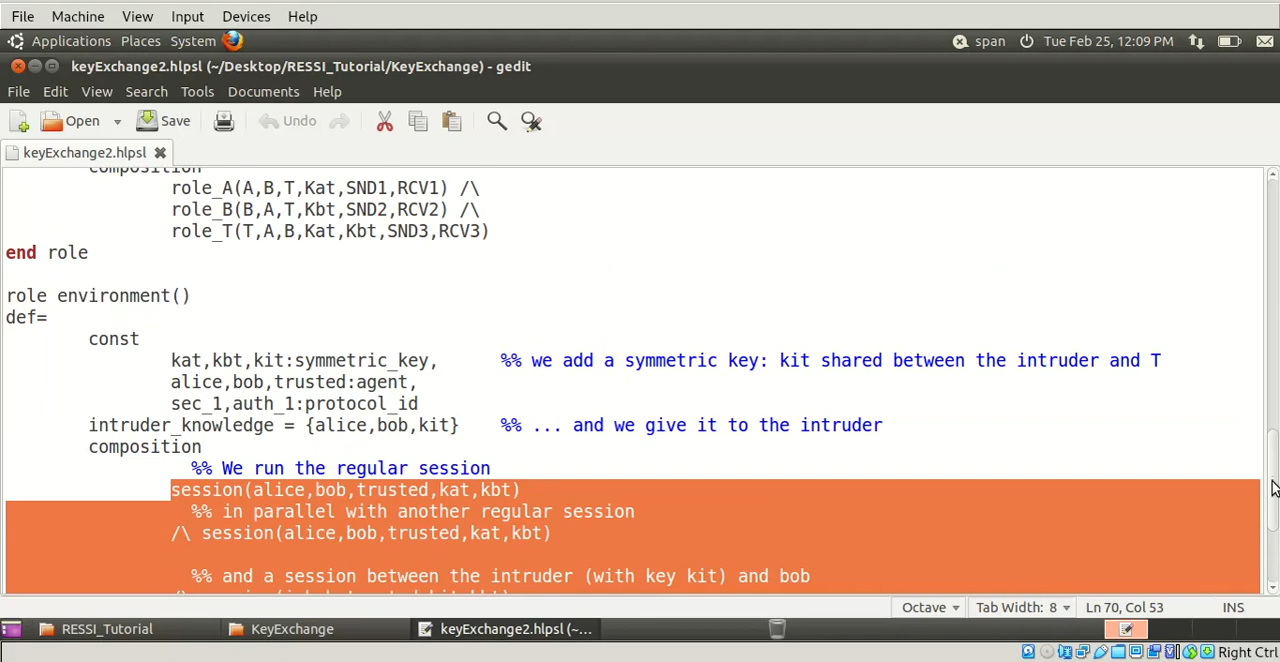 File Machine View Input Devices Help
Applications Places System span Tue Feb 25, 12:09 PM
keyExchange2.hlpsl (~/Desktop/RESSI_Tutorial/KeyExchange) - gedit
File Edit View Search Tools Documents Help
Open Save Undo
keyExchange2.hlpsl
composition
role_A(A,B,T,Kat,SND1,RCV1) /\
role_B(B,A,T,Kbt,SND2,RCV2) /\
role_T(T,A,B,Kat,Kbt,SND3,RCV3)
end role
role environment()
def=
const
kat,kbt,kit:symmetric_key, %% we add a symmetric key: kit shared between the intruder and T
alice,bob,trusted:agent,
sec_1,auth_1:protocol_id
intruder_knowledge = {alice,bob,kit} %% ... and we give it to the intruder
composition
%% We run the regular session
session(alice,bob,trusted,kat,kbt)
%% in parallel with another regular session
/\ session(alice,bob,trusted,kat,kbt)
%% and a session between the intruder (with key kit) and bob
Octave Tab Width: 8 Ln 70, Col 53 INS
RESSI_Tutorial KeyExchange keyExchange2.hlpsl (~...
Right Ctrl